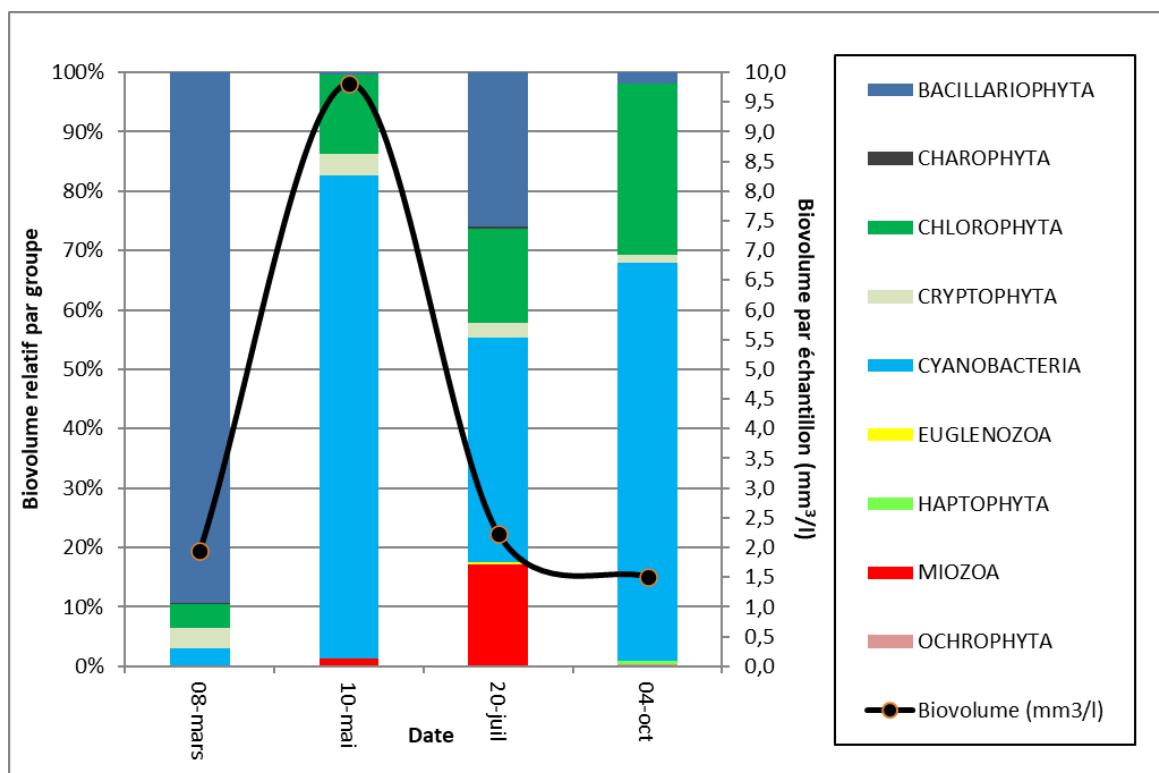 Biovolume relatif par groupe
100%
90%
80%
70%
60%
50%
40%
30%
20%
10%
0%
08-mars
10-mai
20-juil
04-oct
Date
10,0
9,5
9,0
8,5
8,0
7,5
7,0
6,5
6,0
5,5
5,0
4,5
4,0
3,5
3,0
2,5
2,0
1,5
1,0
0,5
0,0
Biovolume par échantillon (mm³/l)
BACILLARIOPHYTA
CHAROPHYTA
CHLOROPHYTA
CRYPTOPHYTA
CYANOBACTERIA
EUGLENOZOA
HAPTOPHYTA
MIOZOA
OCHROPHYTA
Biovolume (mm3/l)